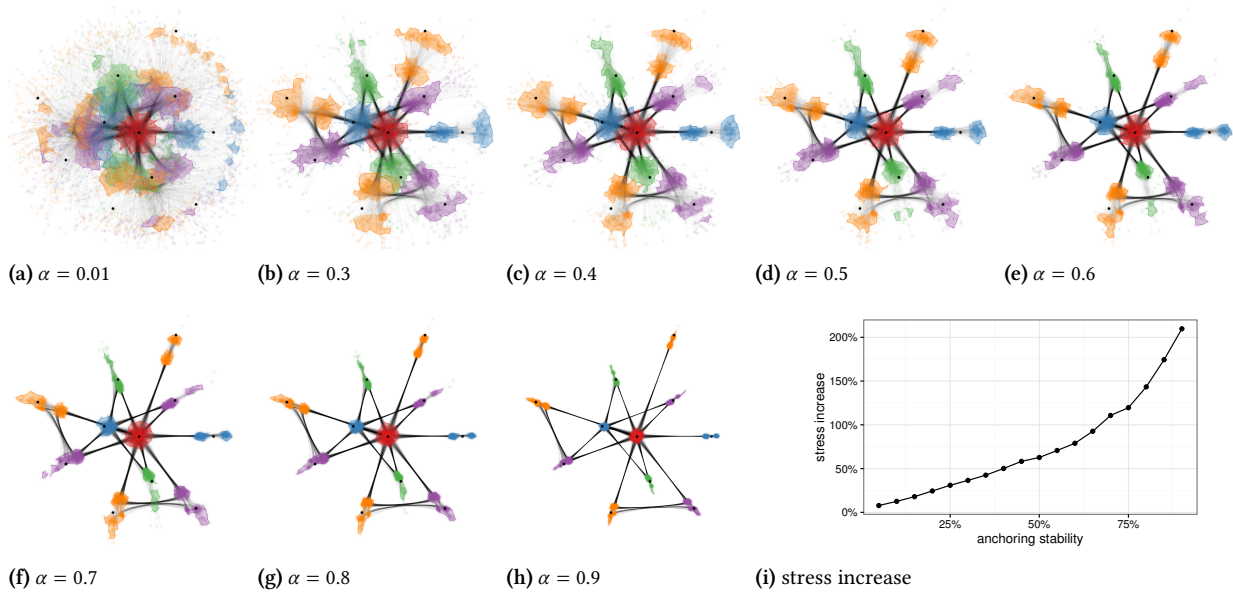 (a) α = 0.01
(b) α = 0.3
(c) α = 0.4
(d) α = 0.5
(e) α = 0.6
(f) α = 0.7
(g) α = 0.8
(h) α = 0.9
200%
150%
100%
50%
0%
stress increase
25%
50%
75%
anchoring stability
(i) stress increase